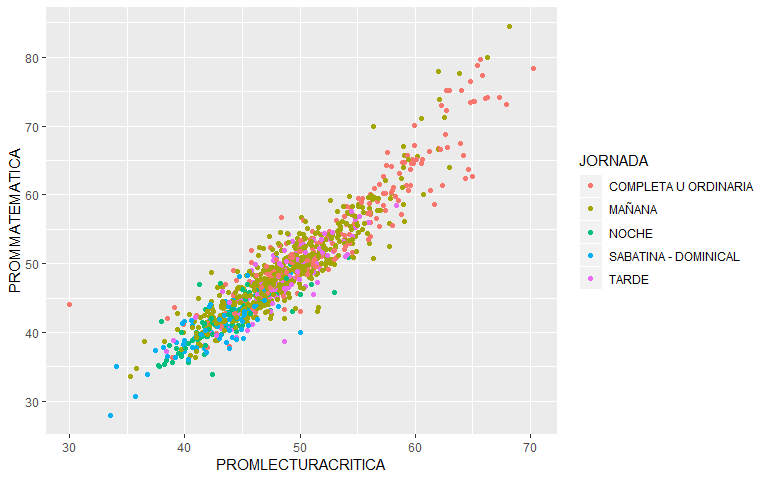 80
70
60
50
40
30
PROMMATEMATICA
30 40 50 60 70
PROMLECTURACRITICA
JORNADA
COMPLETA U ORDINARIA
MAÑANA
NOCHE
SABATINA - DOMINICAL
TARDE